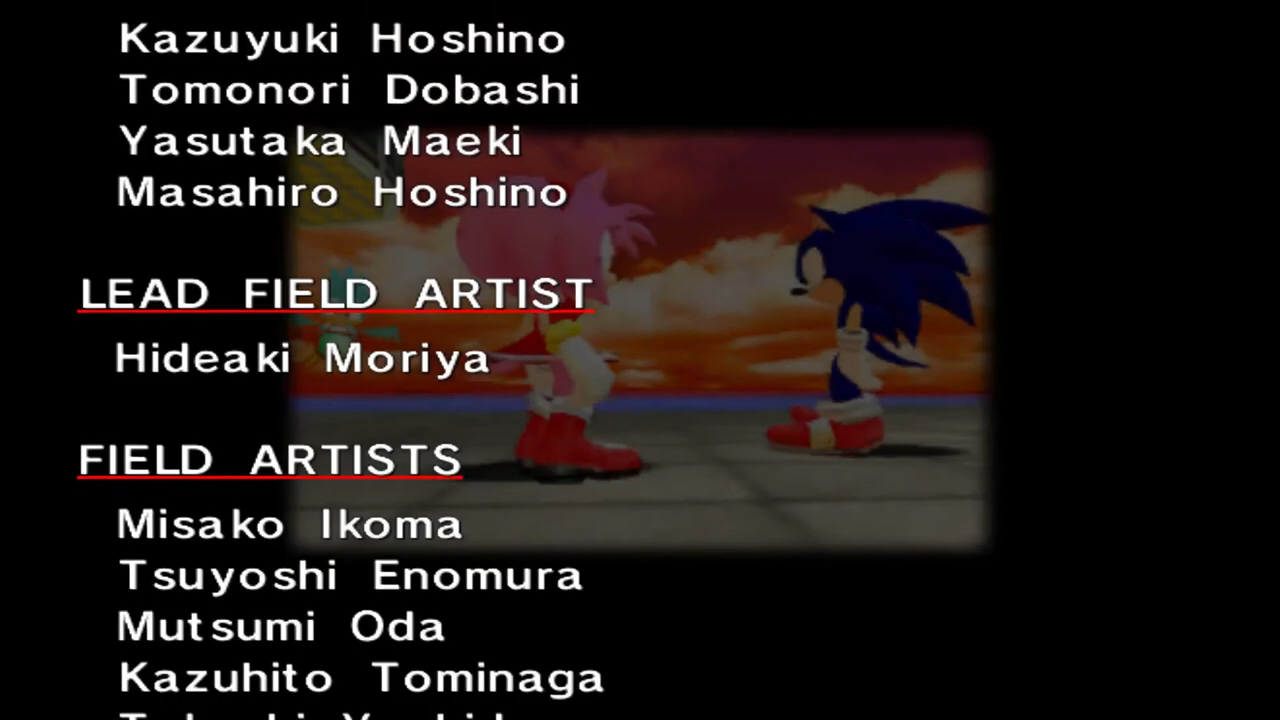 Kazuyuki Hoshino
Tomonori Dobashi
Yasutaka Maeki
Masahiro Hoshino
LEAD FIELD ARTIST
Hideaki Moriya
FIELD ARTISTS
Misako Ikoma
Tsuyoshi Enomura
Mutsumi Oda
Kazuhito Tominaga